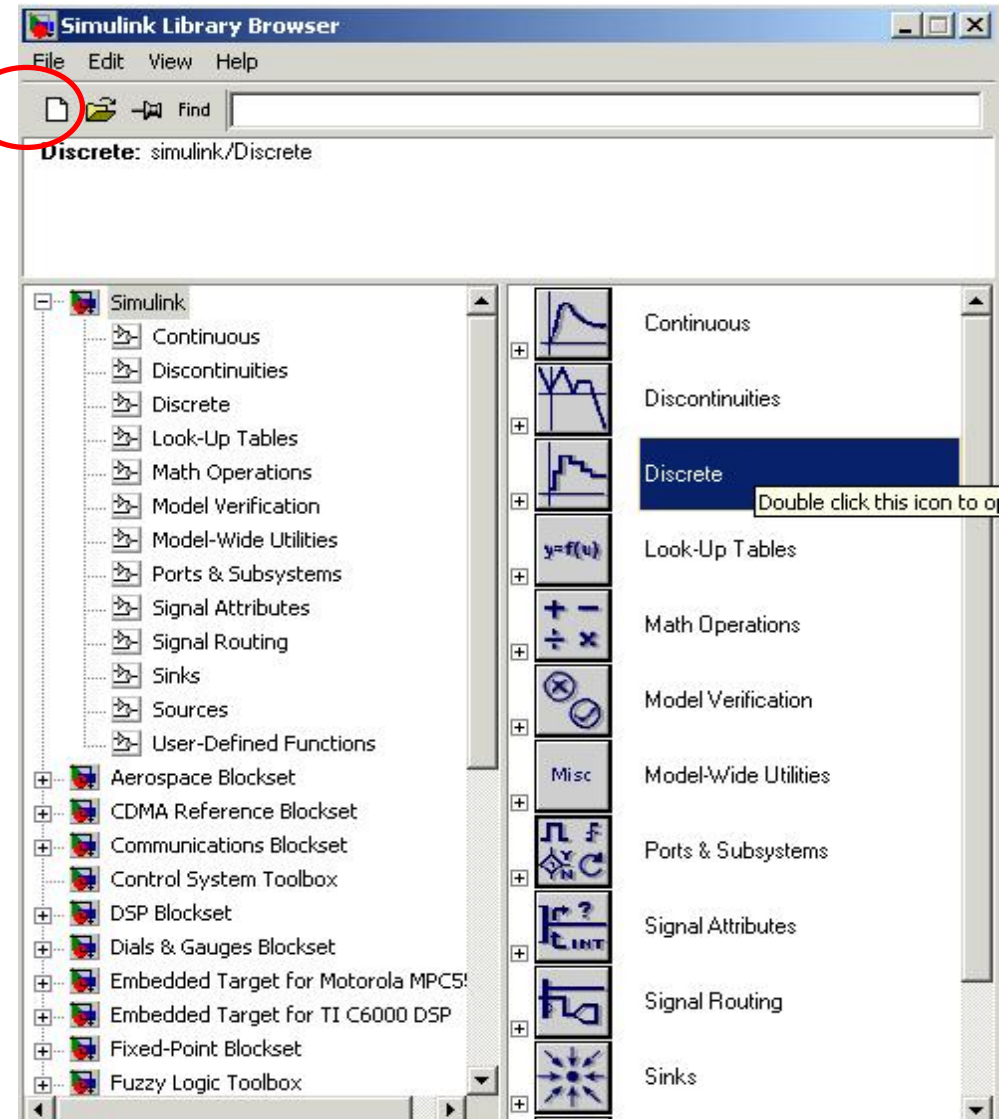 Simulink Library Browser
File Edit View Help
Find
Discrete: simulink/Discrete
Simulink
Continuous
Discontinuities
Discrete
Look-Up Tables
Math Operations
Model Verification
Model-Wide Utilities
Ports & Subsystems
Signal Attributes
Signal Routing
Sinks
Sources
User-Defined Functions
Aerospace Blockset
CDMA Reference Blockset
Communications Blockset
Control System Toolbox
DSP Blockset
Dials & Gauges Blockset
Embedded Target for Motorola
Embedded Target for TI C6000 DSP
Fixed-Point Blockset
Fuzzy Logic Toolbox
Continuous
Discontinuities
Discrete
Double click this icon to
y=f(u) Look-Up Tables
Math Operations
Model Verification
Misc Model-Wide Utilities
Y N
Ports & Subsystems
? t INT
Signal Attributes
Signal Routing
Sinks